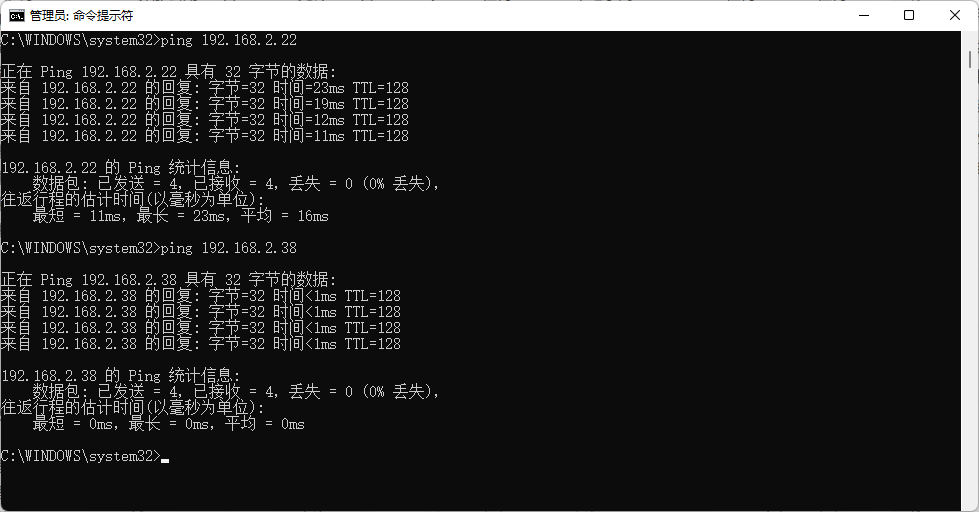 管理员: 命令提示符
C:\WINDOWS\system32>ping 192.168.2.22
正在 Ping 192.168.2.22 具有 32 字节的数据:
来自 192.168.2.22 的回复: 字节=32 时间=23ms TTL=128
来自 192.168.2.22 的回复: 字节=32 时间=19ms TTL=128
来自 192.168.2.22 的回复: 字节=32 时间=12ms TTL=128
来自 192.168.2.22 的回复: 字节=32 时间=11ms TTL=128
192.168.2.22 的 Ping 统计信息:
数据包: 已发送 = 4，已接收 = 4，丢失 = 0 (0% 丢失)，
往返行程的估计时间(以毫秒为单位):
最短 = 11ms，最长 = 23ms，平均 = 16ms
C:\WINDOWS\system32>ping 192.168.2.38
正在 Ping 192.168.2.38 具有 32 字节的数据:
来自 192.168.2.38 的回复: 字节=32 时间<1ms TTL=128
来自 192.168.2.38 的回复: 字节=32 时间<1ms TTL=128
来自 192.168.2.38 的回复: 字节=32 时间<1ms TTL=128
来自 192.168.2.38 的回复: 字节=32 时间<1ms TTL=128
192.168.2.38 的 Ping 统计信息:
数据包: 已发送 = 4，已接收 = 4，丢失 = 0 (0% 丢失)，
往返行程的估计时间(以毫秒为单位):
最短 = 0ms，最长 = 0ms，平均 = 0ms
C:\WINDOWS\system32>